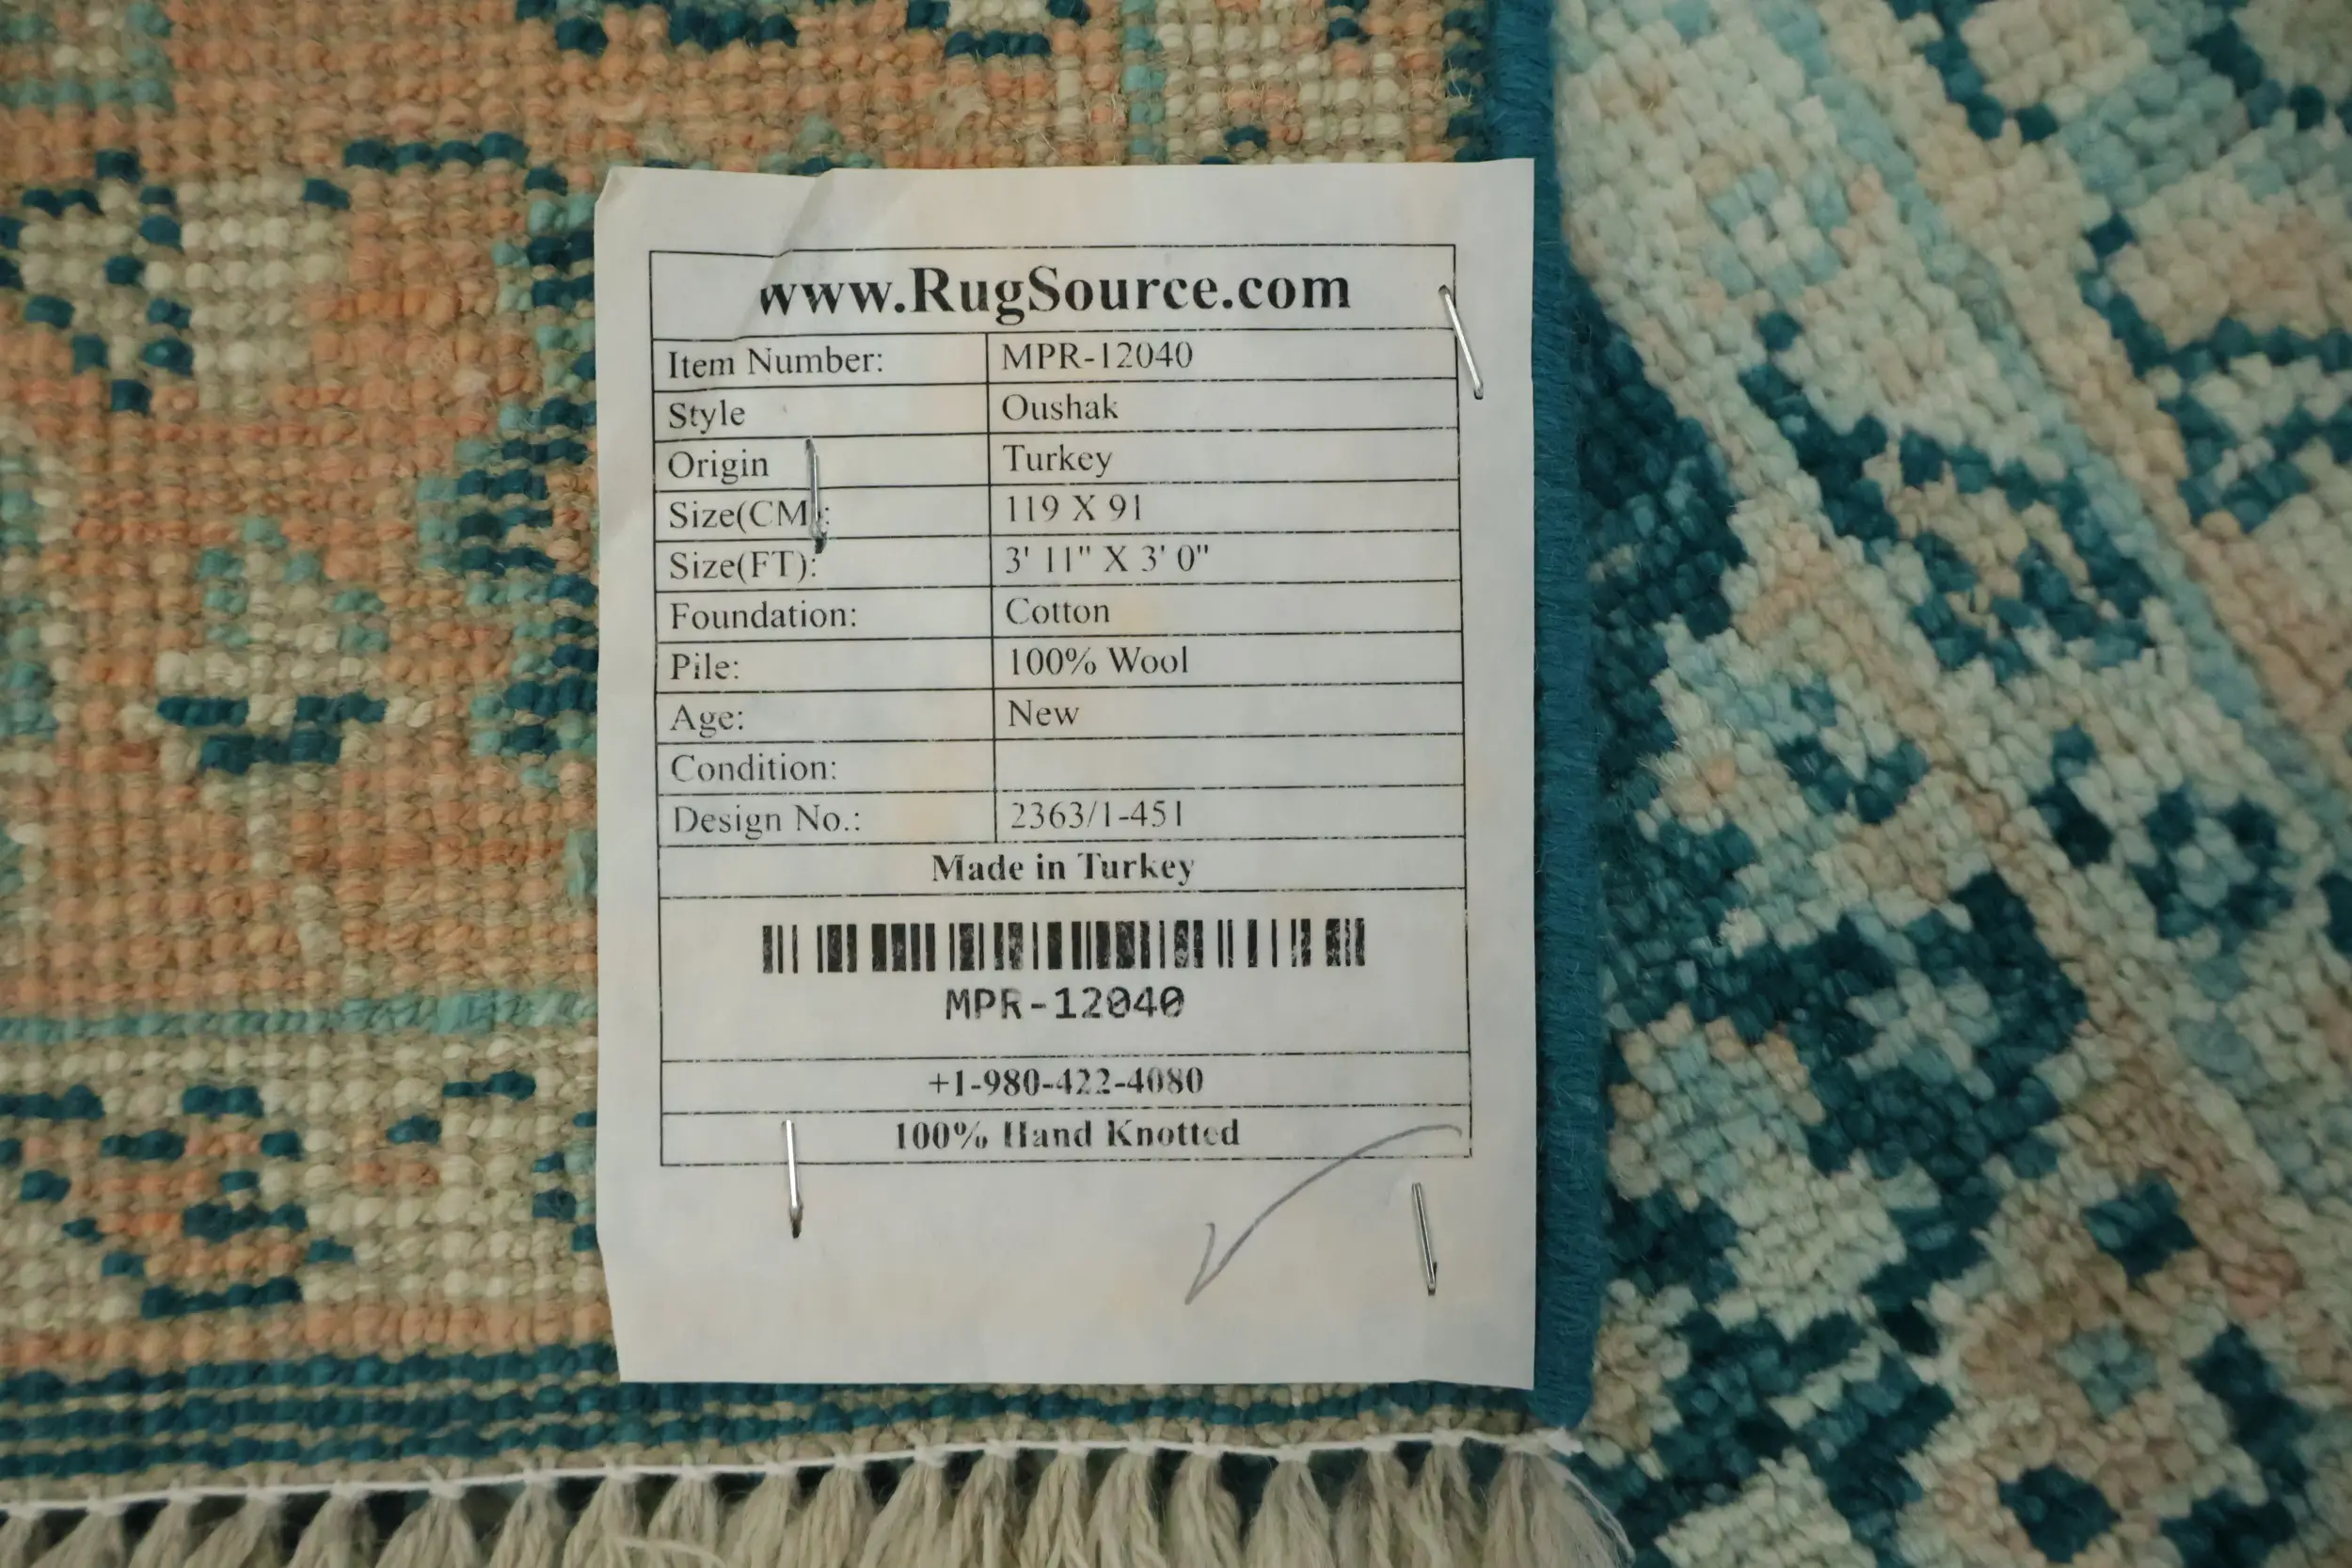 www.RugSource.com
Item Number: MPR-12040
Style Oushak
Origin Turkey
Size(CM): 119 X 91
Size(FT): 3' 11" X 3' 0"
Foundation: Cotton
Pile: 100% Wool
Age: New
Condition:
Design No.: 2363/1-451
Made in Turkey
MPR-12040
+1-980-422-4080
100% Hand Knotted